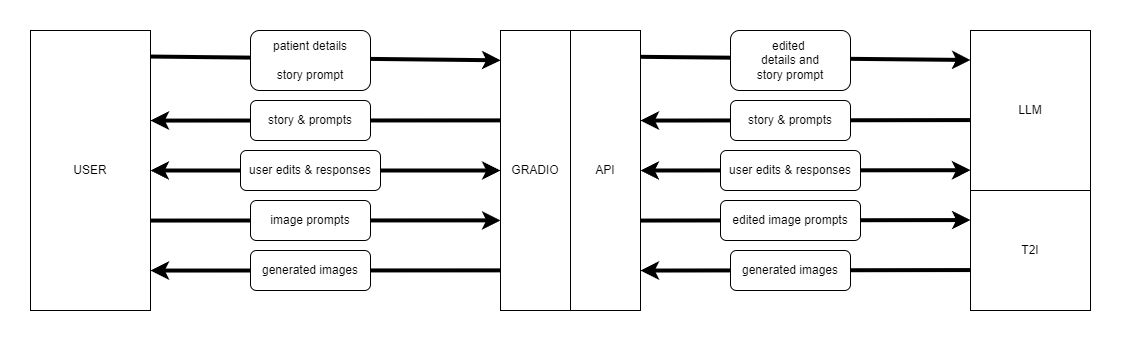 patient details
story prompt
edited
details and
story prompt
story & prompts
story & prompts
LLM
USER
user edits & responses
GRADIO
API
user edits & responses
image prompts
edited image prompts
T2I
generated images
generated images